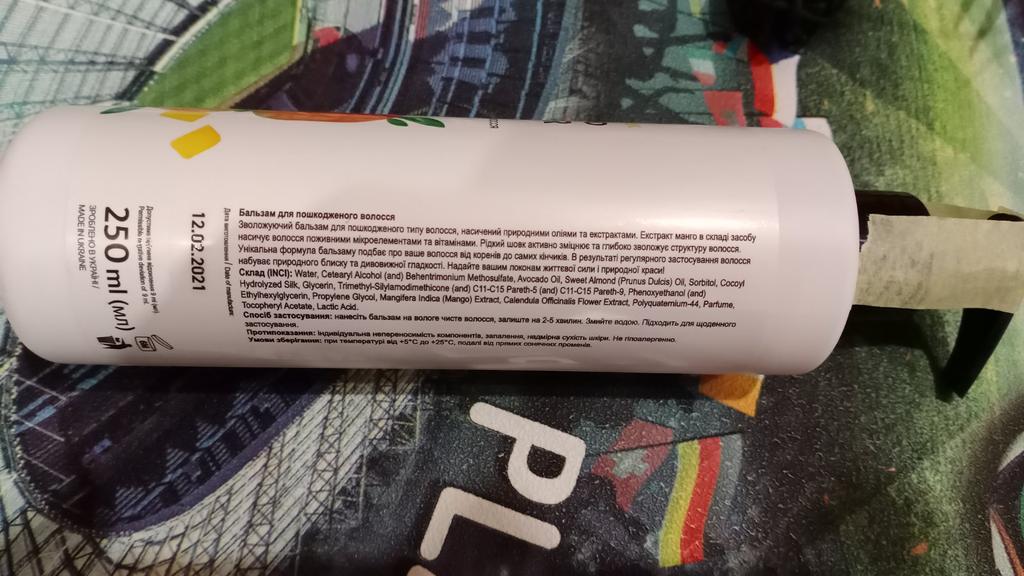 Бальзам для пошкодженого волосся
Зволожуючий бальзам для пошкодженого типу волосся, насичений природними оліями та екстрактами. Екстракт манго в складі засобу
насичує волосся поживними мікроелементами та вітамінами. Рідкий шовк активно зміцнює та глибоко зволожує структуру волосся.
Унікальна формула бальзаму подбає про ваше волосся від коренів до самих кінчиків. В результаті регулярного застосування волосся
набуває природного блиску та дивовижної гладкості. Надайте вашим локонам життєвої сили і природної краси!
Склад (INCI): Water, Cetearyl Alcohol (and) Behentrimonium Methosulfate, Avocado Oil, Sweet Almond (Prunus Dulcis) Oil, Sorbitol, Cocoyl
Hydrolyzed Silk, Glycerin, Trimethyl-Silylamodimethicone (and) C11-C15 Pareth-5 (and) C11-C15 Pareth-9, Phenoxyethanol (and)
Ethylhexylglycerin, Propylene Glycol, Mangifera Indica (Mango) Extract, Calendula Officinalis Flower Extract, Polyquaternium-44, Parfume,
Tocopheryl Acetate, Lactic Acid.
Спосіб застосування: нанесіть бальзам на вологе чисте волосся, залиште на 2-5 хвилин. Змийте водою. Підходить для щоденного
застосування.
Протипоказання: індивідуальна непереносимість компонентів, запалення, надмірна сухість шкіри. Не гіпоалергенно.
Умови зберігання: при температурі від +5°C до +25°C, подалі від прямих сонячних променів.
Дата виготовлення / Date of manufacture:
12.02.2021
250 ml (мл)
ЗРОБЛЕНО В УКРАЇНІ /
MADE IN UKRAINE
PL